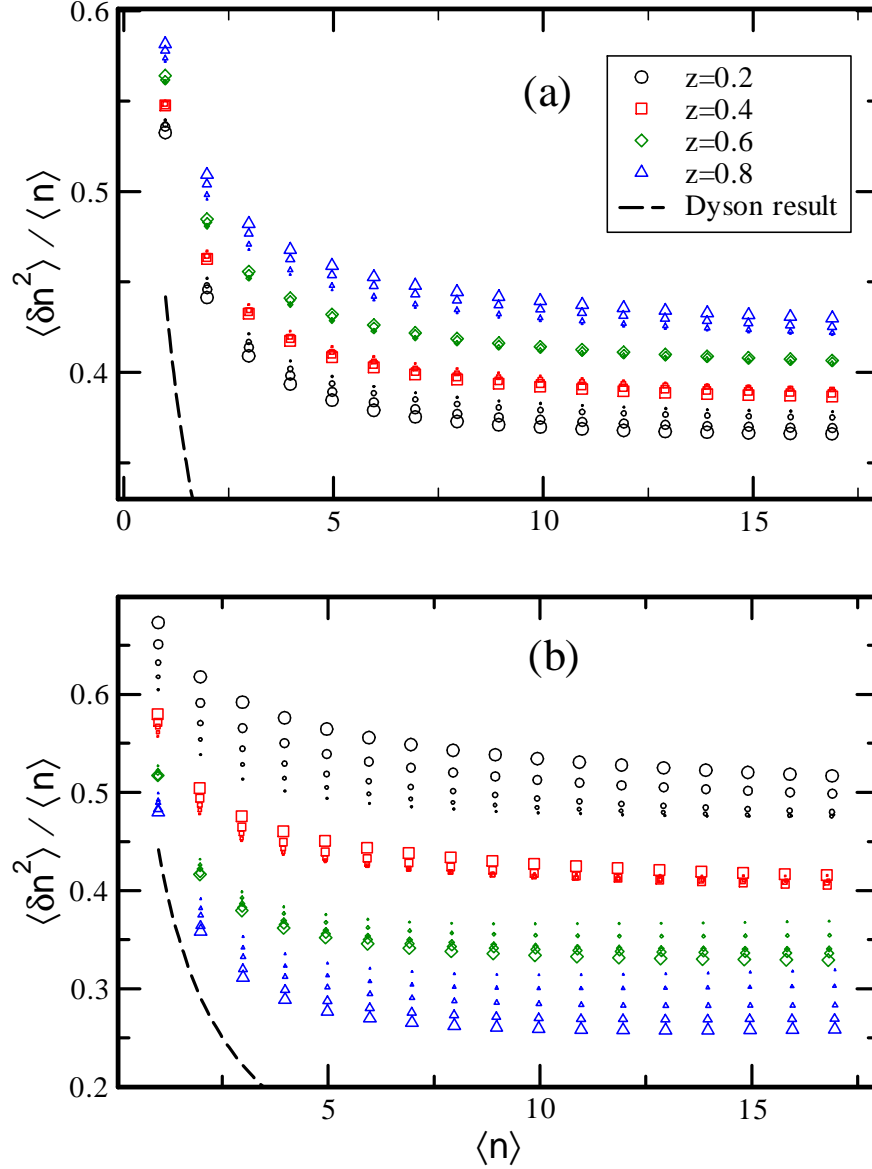 0.6
(a)
z=0.2
z=0.4
z=0.6
z=0.8
Dyson result
0.5
⟨δn²⟩ / ⟨n⟩
0.4
0
5
10
15
(b)
0.6
0.5
⟨δn²⟩ / ⟨n⟩
0.4
0.3
0.2
5
10
15
⟨n⟩